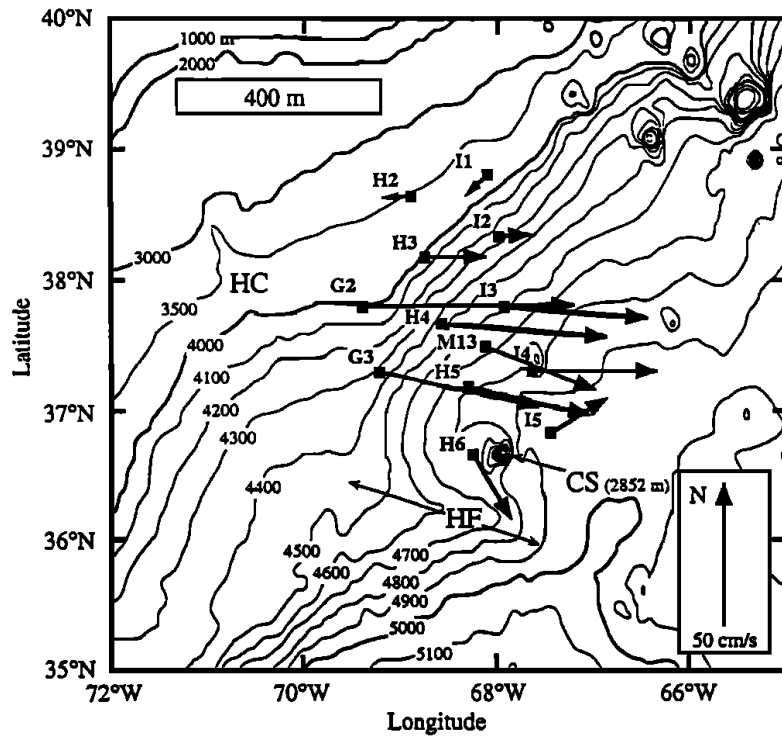 40°N
1000 m
2000
400 m
39°N
I1
H2
I2
3000
H3
38°N
3500
HC
G2
I3
H4
4000
M13
I4
G3
H5
4100
37°N
4200
I5
4300
H6
CS (2852 m)
4400
N
HF
36°N
4500
4700
4600
4800
4900
5000
50 cm/s
5100
35°N
72°W
70°W
68°W
66°W
Longitude
Latitude